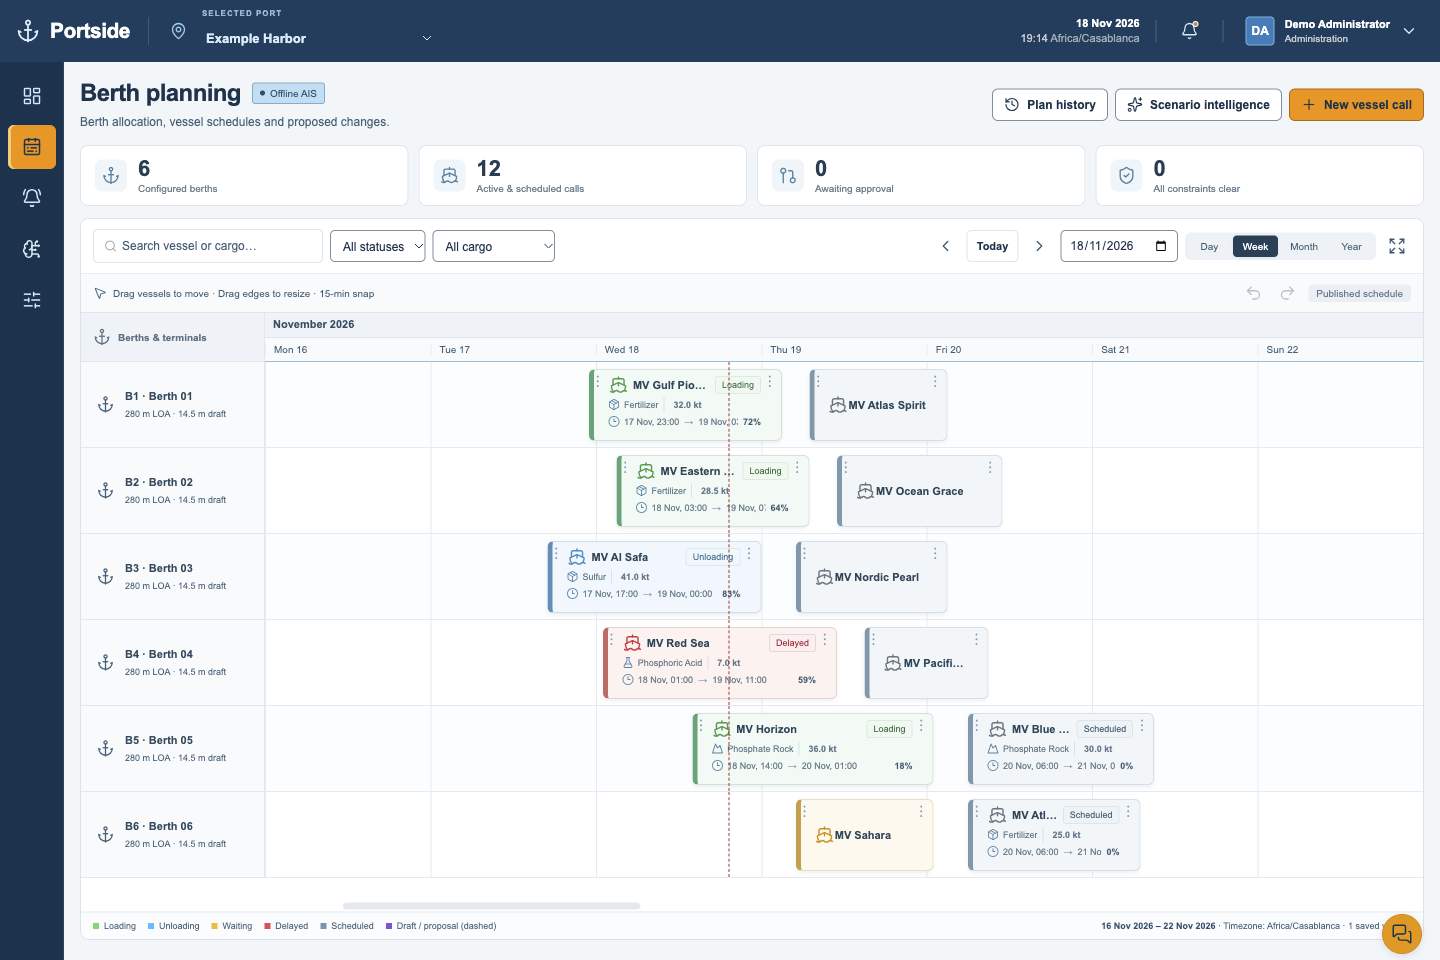 Portside
SELECTED PORT
Example Harbor
18 Nov 2026
19:14 Africa/Casablanca
DA
Demo Administrator
Administration
Berth planning
Offline AIS
Berth allocation, vessel schedules and proposed changes.
Plan history
Scenario intelligence
New vessel call
6
Configured berths
12
Active & scheduled calls
0
Awaiting approval
0
All constraints clear
Search vessel or cargo...
All statuses
All cargo
Today
18/11/2026
Day
Week
Month
Year
Drag vessels to move · Drag edges to resize · 15-min snap
Published schedule
Berths & terminals
November 2026
Mon 16
Tue 17
Wed 18
Thu 19
Fri 20
Sat 21
Sun 22
B1 · Berth 01
280 m LOA · 14.5 m draft
MV Gulf Pio...
Loading
Fertilizer
32.0 kt
17 Nov, 23:00 → 19 Nov, 0
72%
MV Atlas Spirit
B2 · Berth 02
280 m LOA · 14.5 m draft
MV Eastern ...
Loading
Fertilizer
28.5 kt
18 Nov, 03:00 → 19 Nov, 0
64%
MV Ocean Grace
B3 · Berth 03
280 m LOA · 14.5 m draft
MV Al Safa
Unloading
Sulfur
41.0 kt
17 Nov, 17:00 → 19 Nov, 00:00
83%
MV Nordic Pearl
B4 · Berth 04
280 m LOA · 14.5 m draft
MV Red Sea
Delayed
Phosphoric Acid
7.0 kt
18 Nov, 01:00 → 19 Nov, 11:00
59%
MV Pacifi...
B5 · Berth 05
280 m LOA · 14.5 m draft
MV Horizon
Loading
Phosphate Rock
36.0 kt
18 Nov, 14:00 → 20 Nov, 01:00
18%
MV Blue ...
Scheduled
Phosphate Rock
30.0 kt
20 Nov, 06:00 → 21 Nov, 0
0%
B6 · Berth 06
280 m LOA · 14.5 m draft
MV Sahara
MV Atl...
Scheduled
Fertilizer
25.0 kt
20 Nov, 06:00 → 21 No
0%
Loading
Unloading
Waiting
Delayed
Scheduled
Draft / proposal (dashed)
16 Nov 2026 – 22 Nov 2026 · Timezone: Africa/Casablanca · 1 saved